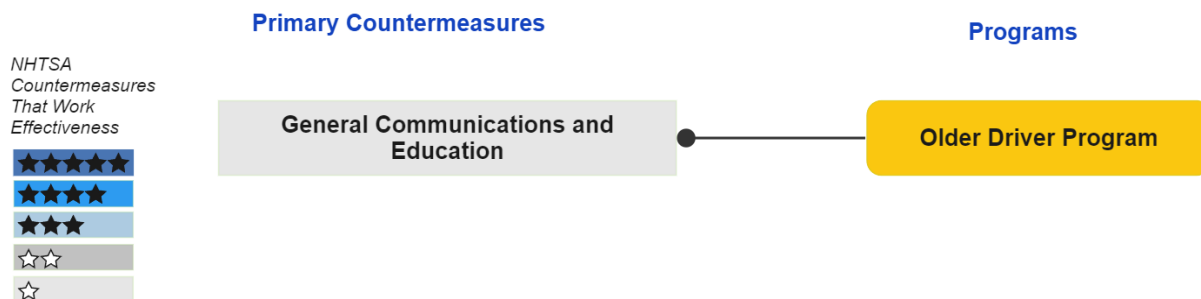 Primary Countermeasures
Programs
NHTSA
Countermeasures
That Work
Effectiveness
General Communications and
Education
Older Driver Program